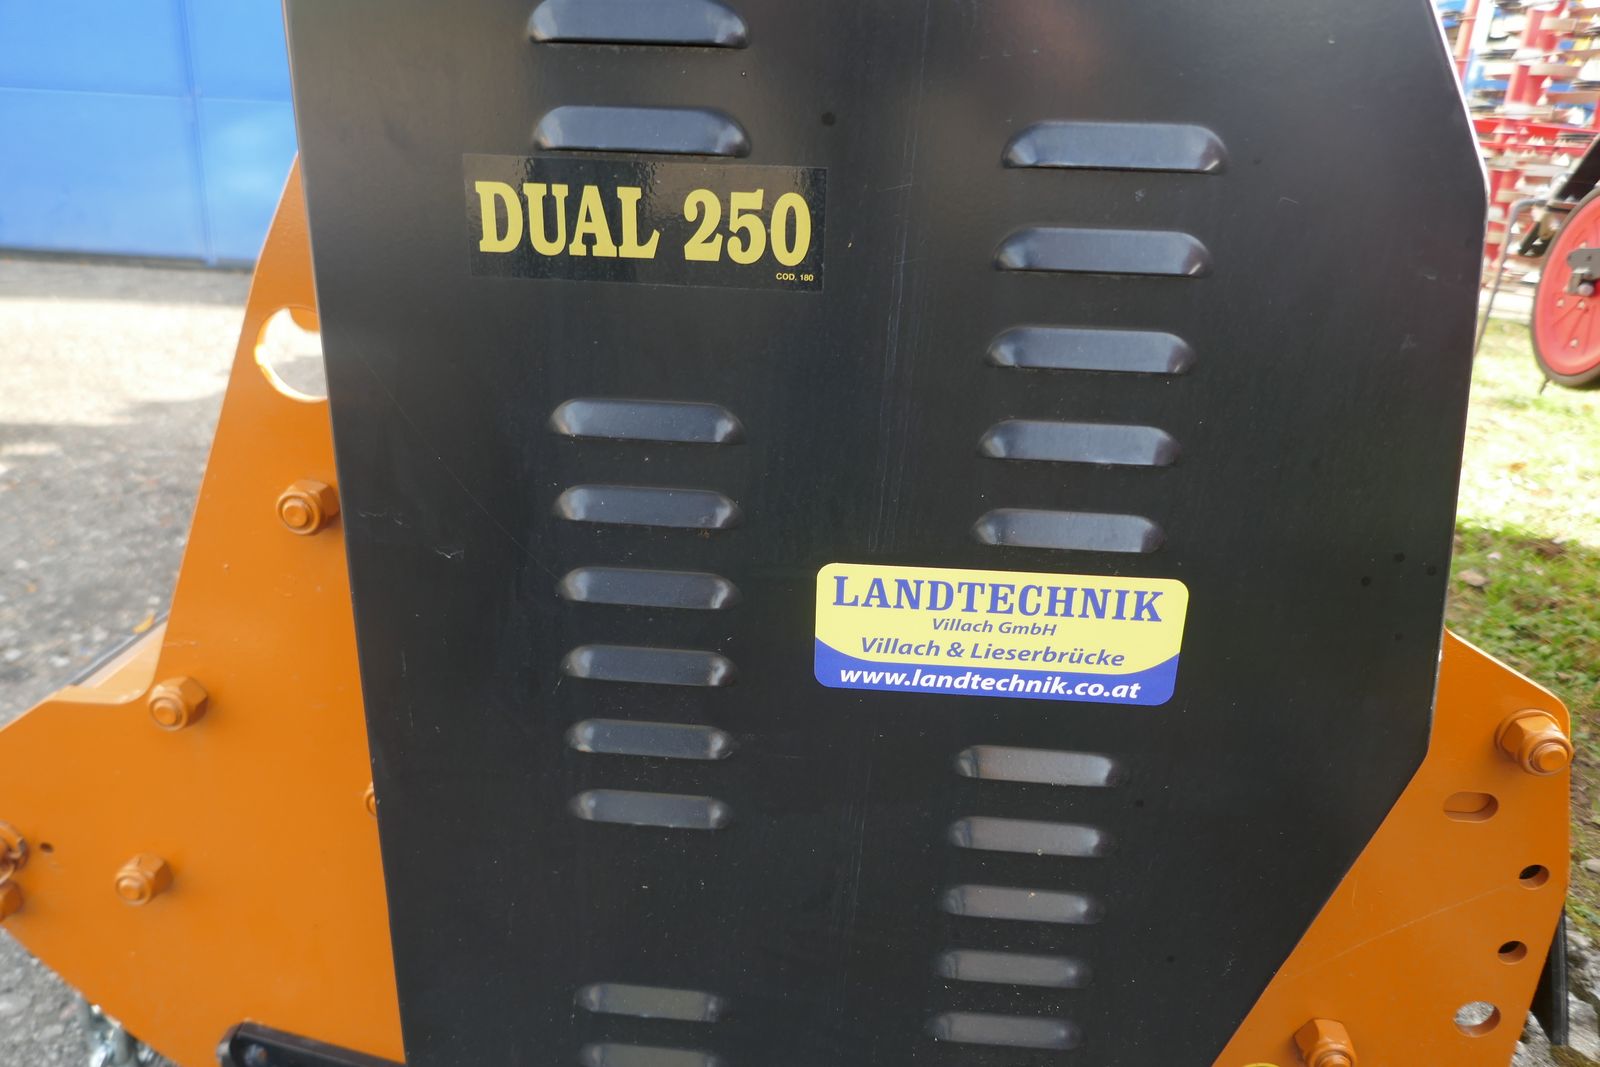 DUAL 250
COD. 180
LANDTECHNIK
Villach GmbH
Villach & Lieserbrücke
www.landtechnik.co.at